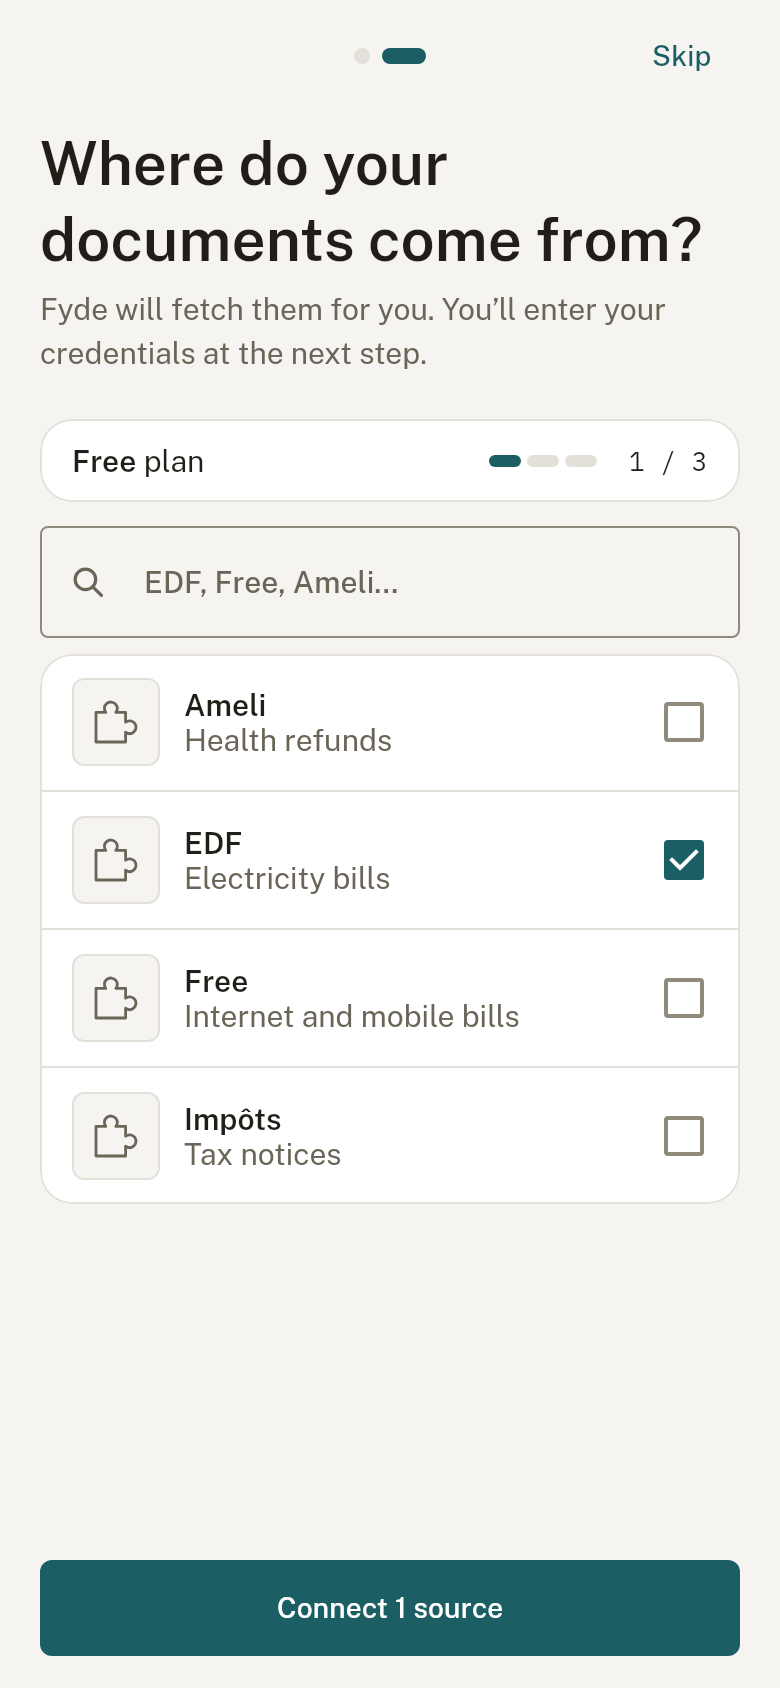 Skip
Where do your
documents come from?
Fyde will fetch them for you. You’ll enter your
credentials at the next step.
Free plan
1 / 3
EDF, Free, Ameli…
Ameli
Health refunds
EDF
Electricity bills
Free
Internet and mobile bills
Impôts
Tax notices
Connect 1 source